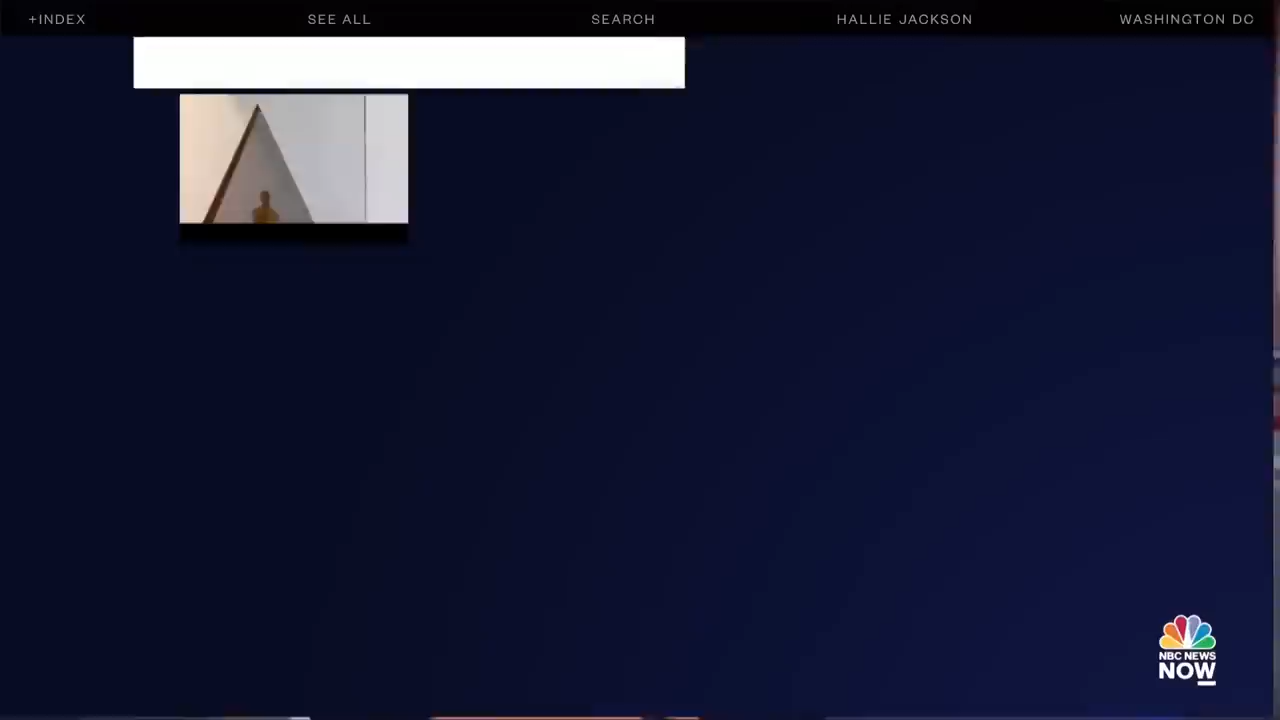 +INDEX
SEE ALL
SEARCH
HALLIE JACKSON
WASHINGTON DC
NBC NEWS
NOW